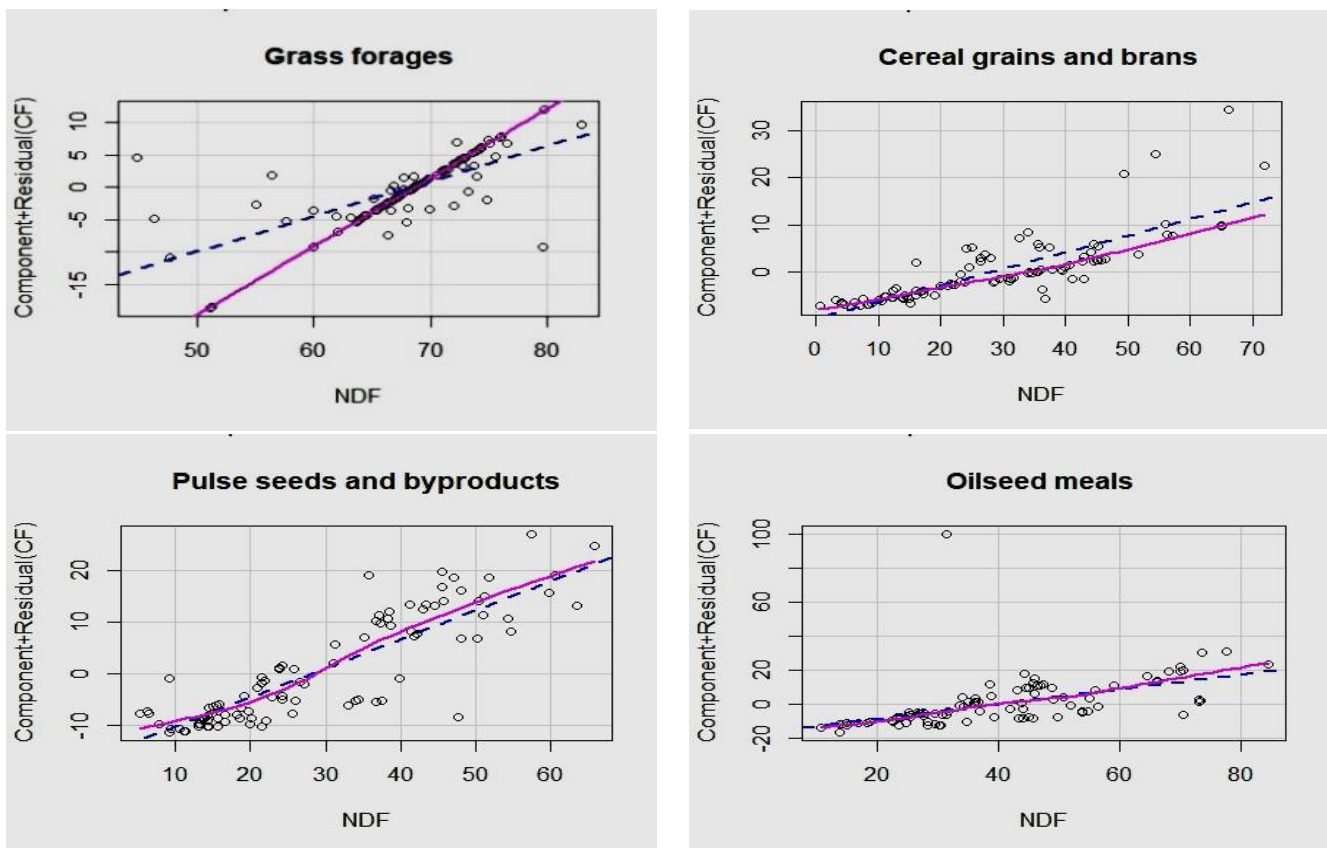 Grass forages
Component+Residual(CF)
10
5
0
-5
-15
50 60 70 80
NDF
Cereal grains and brans
Component+Residual(CF)
30
20
10
0
0 10 20 30 40 50 60 70
NDF
Pulse seeds and byproducts
Component+Residual(CF)
20
10
0
-10
10 20 30 40 50 60
NDF
Oilseed meals
Component+Residual(CF)
100
60
20
0
-20
20 40 60 80
NDF